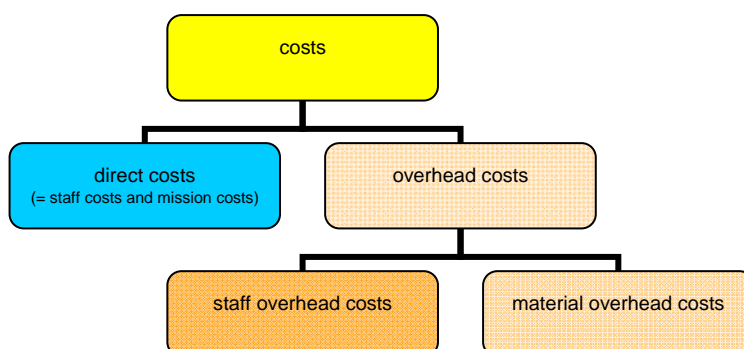 costs
direct costs
(= staff costs and mission costs)
overhead costs
staff overhead costs
material overhead costs